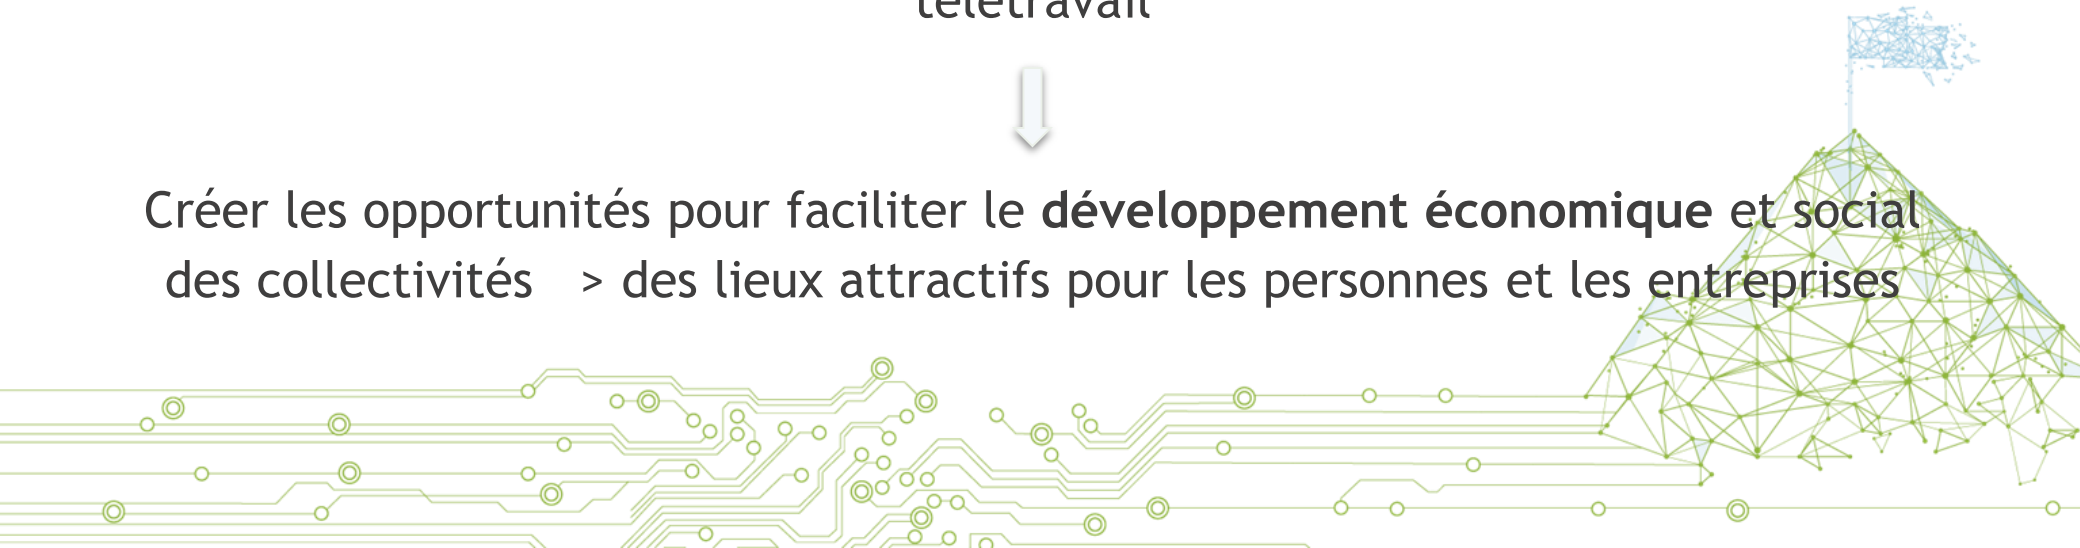 télétravail
Créer les opportunités pour faciliter le développement économique et social
des collectivités > des lieux attractifs pour les personnes et les entreprises